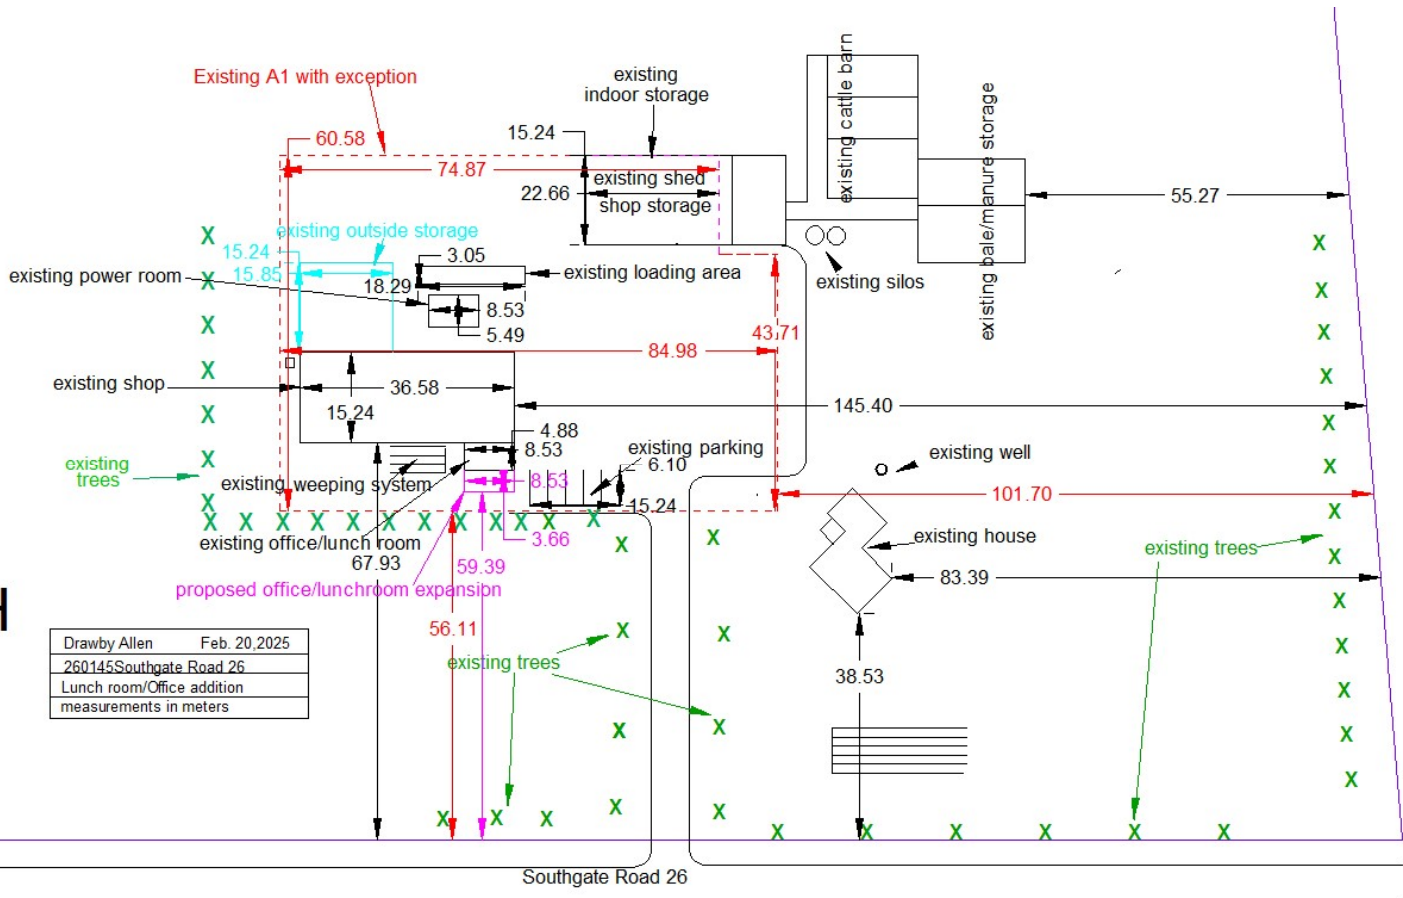 existing
indoor storage
Existing A1 with exception
60.58
15.24
existing cattle barn
74.87
existing shed
22.66
shop storage
55.27
existing bale/manure storage
existing outside storage
15.24
3.05
existing power room
15.85
18.29
existing loading area
existing silos
8.53
5.49
43.71
84.98
existing shop
36.58
15.24
145.40
4.88
8.53
existing parking
6.10
existing well
existing
trees
existing weeping system
8.53
15.24
101.70
existing office/lunch room
3.66
existing house
existing trees
67.93
59.39
83.39
proposed office/lunchroom expansion
H
56.11
Drawby Allen Feb. 20,2025
260145Southgate Road 26
Lunch room/Office addition
measurements in meters
existing trees
38.53
Southgate Road 26